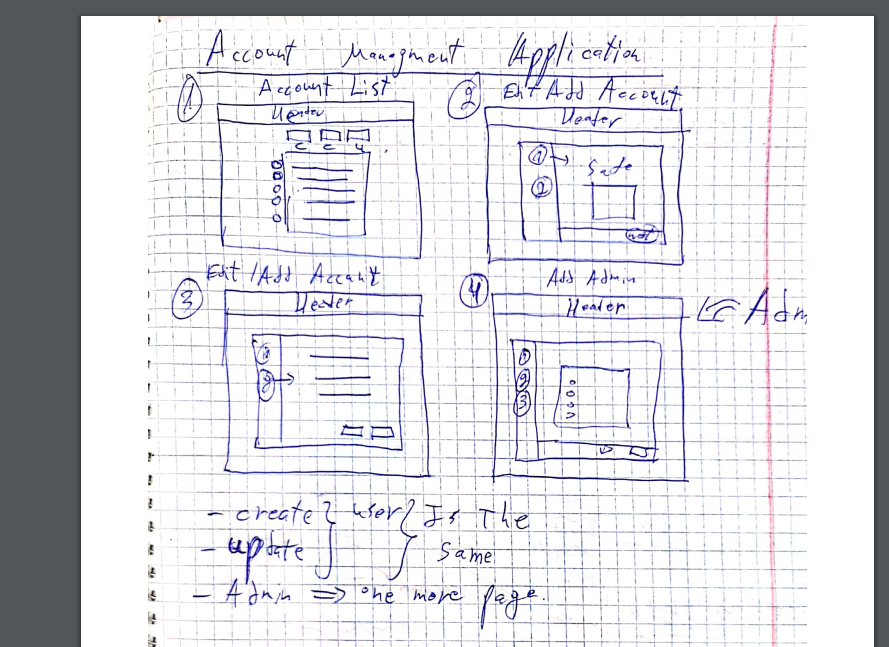 Account Managment Application
① Account List
Header
C C U
② Edit Add Account
Header
①
②
③ Edit /Add Account
Header
①
②
④ Add Admin
Header
Adm
①
②
③
- create } user { Is The
- update Same
- Admin ⇒ one more page.